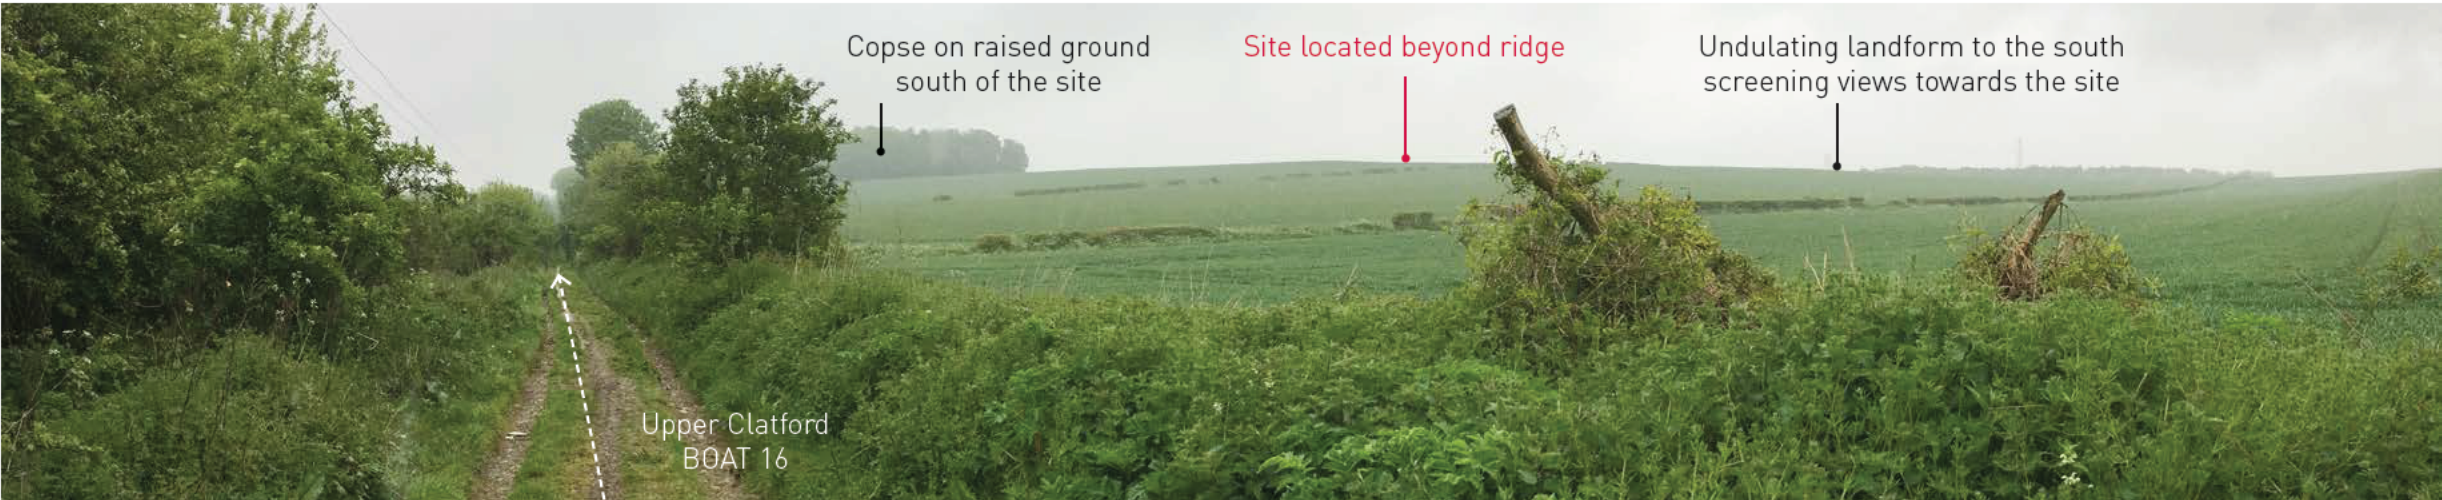 Copse on raised ground
south of the site
Site located beyond ridge
Undulating landform to the south
screening views towards the site
Upper Clatford
BOAT 16